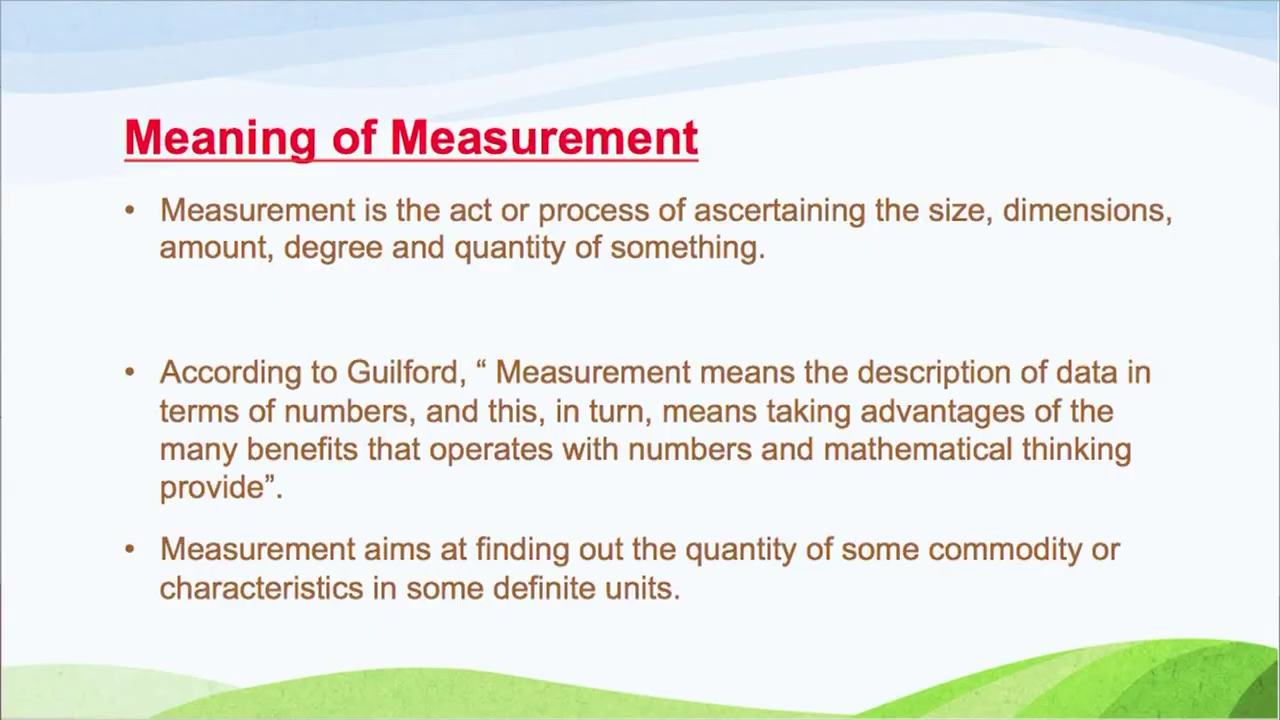 Meaning of Measurement
• Measurement is the act or process of ascertaining the size, dimensions,
amount, degree and quantity of something.
• According to Guilford, “ Measurement means the description of data in
terms of numbers, and this, in turn, means taking advantages of the
many benefits that operates with numbers and mathematical thinking
provide”.
• Measurement aims at finding out the quantity of some commodity or
characteristics in some definite units.